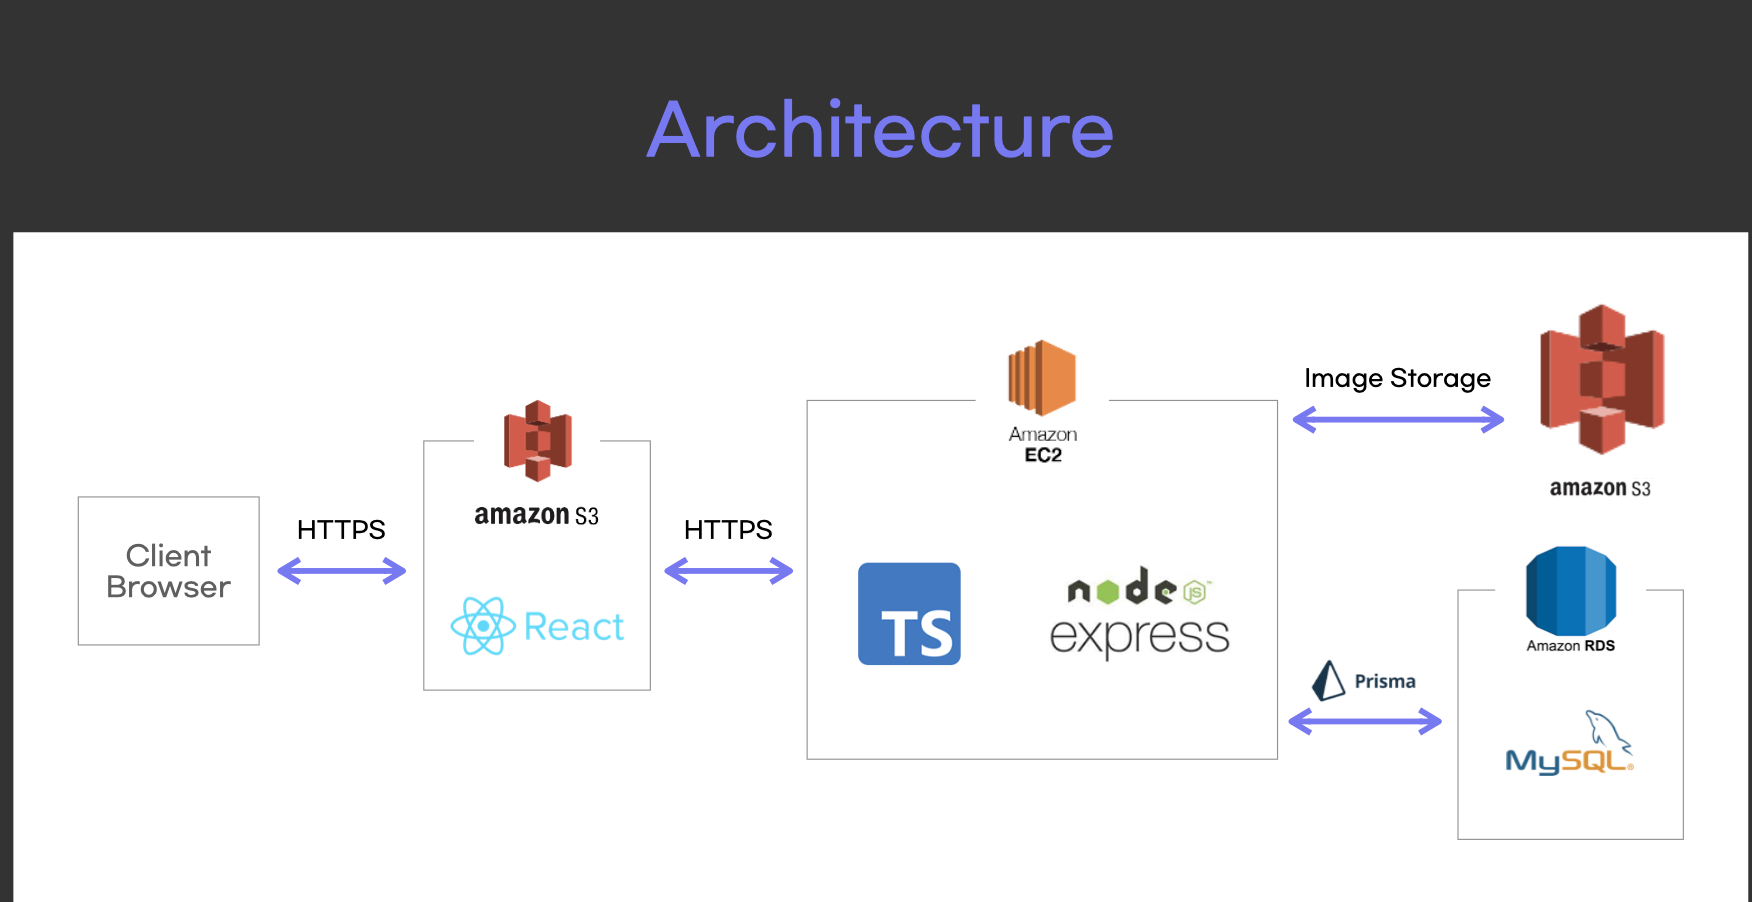 Architecture
Client
Browser
HTTPS
amazon S3
React
HTTPS
Amazon
EC2
TS
node JS™
express
Image Storage
amazon S3
Prisma
Amazon RDS
MySQL®